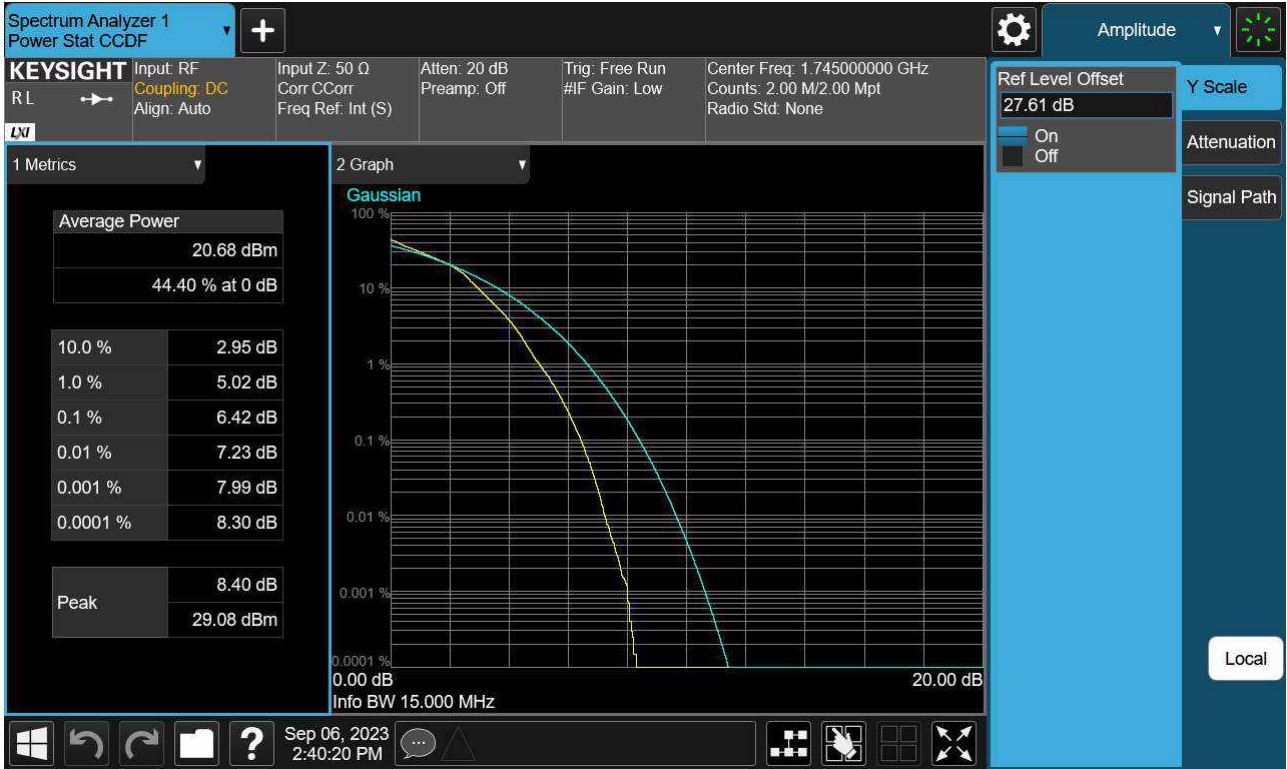 Spectrum Analyzer 1
Power Stat CCDF
+
Amplitude
KEYSIGHT
R L
LXI
Input: RF
Coupling: DC
Align: Auto
Input Z: 50 Ω
Corr CCorr
Freq Ref: Int (S)
Atten: 20 dB
Preamp: Off
Trig: Free Run
#IF Gain: Low
Center Freq: 1.745000000 GHz
Counts: 2.00 M/2.00 Mpt
Radio Std: None
Ref Level Offset
27.61 dB
On
Off
Y Scale
Attenuation
Signal Path
Local
1 Metrics
Average Power
20.68 dBm
44.40 % at 0 dB
10.0 % 2.95 dB
1.0 % 5.02 dB
0.1 % 6.42 dB
0.01 % 7.23 dB
0.001 % 7.99 dB
0.0001 % 8.30 dB
Peak
8.40 dB
29.08 dBm
2 Graph
Gaussian
100 %
10 %
1 %
0.1 %
0.01 %
0.001 %
0.0001 %
0.00 dB 20.00 dB
Info BW 15.000 MHz
?
Sep 06, 2023
2:40:20 PM